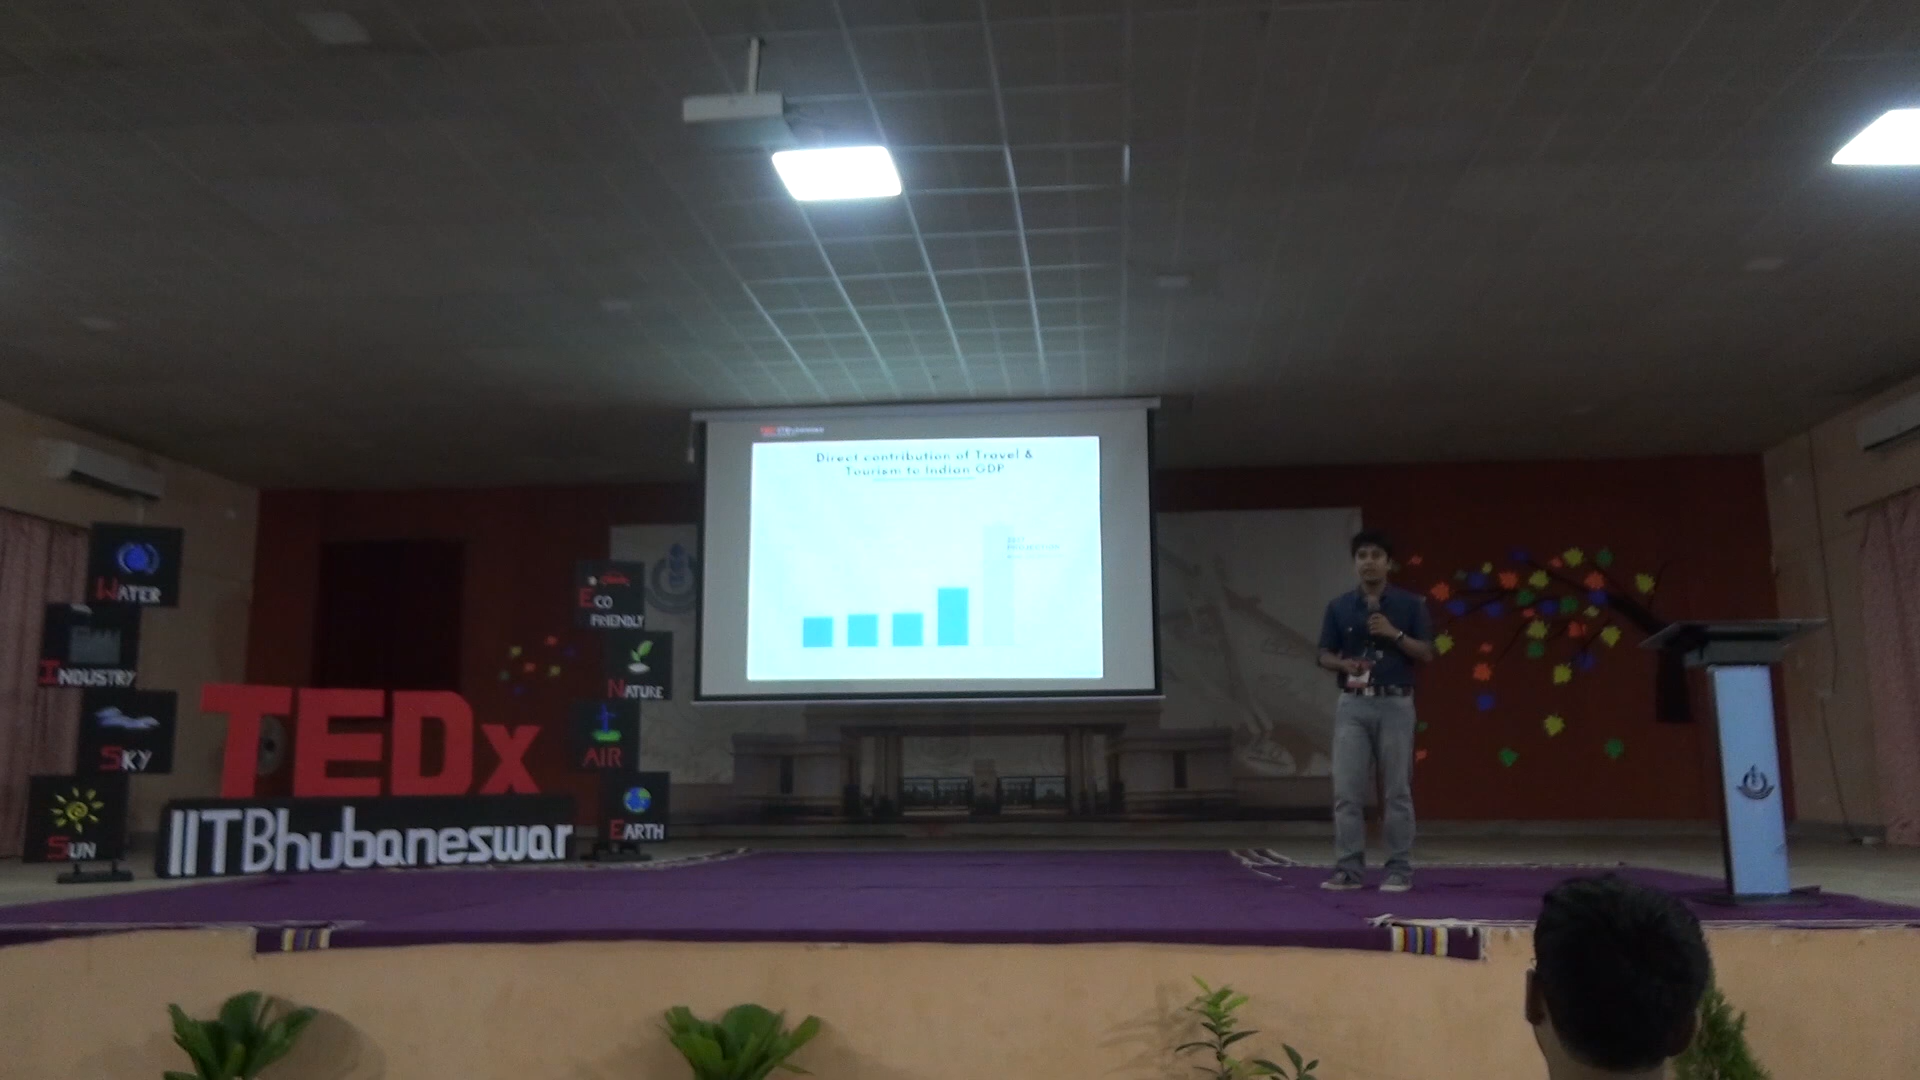 TEDxIITBhubaneswar
Direct contribution of Travel &
Tourism to Indian GDP
WATER
INDUSTRY
SKY
SUN
ECO
FRIENDLY
NATURE
AIR
EARTH
TEDx
IITBhubaneswar